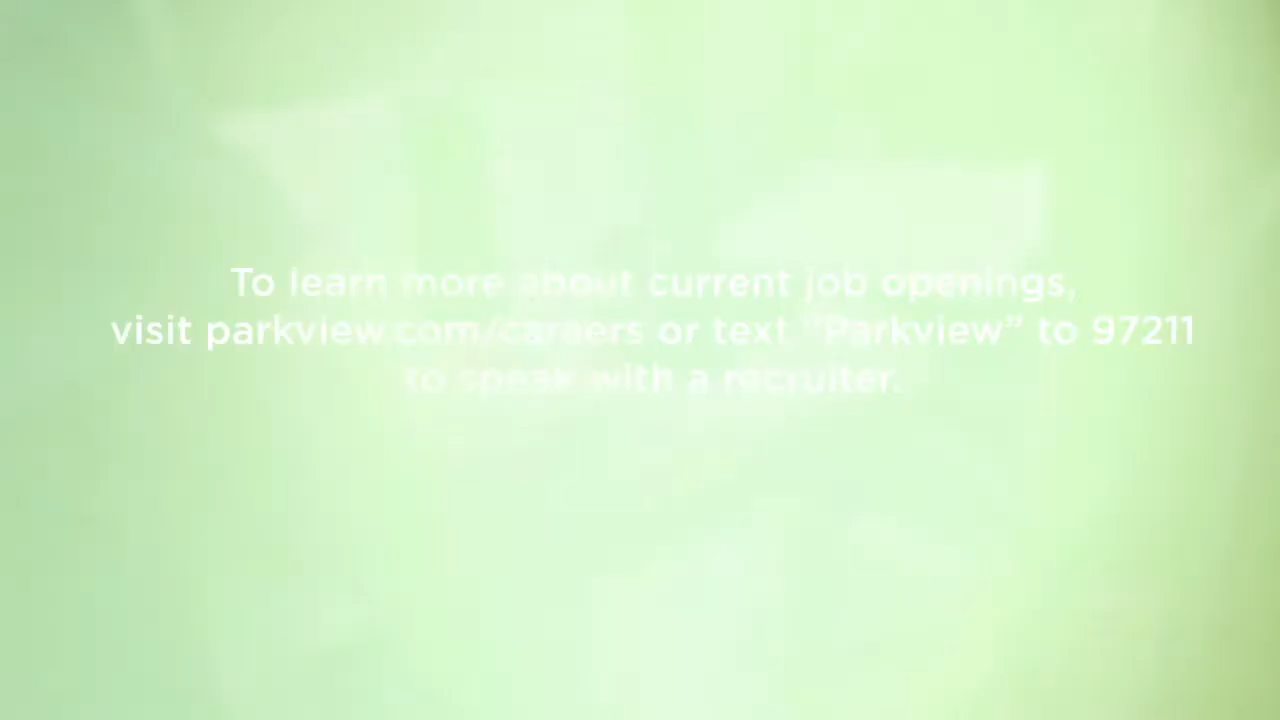 To learn more about current job openings,
visit parkview.com/careers or text “Parkview” to 97211
to speak with a recruiter.